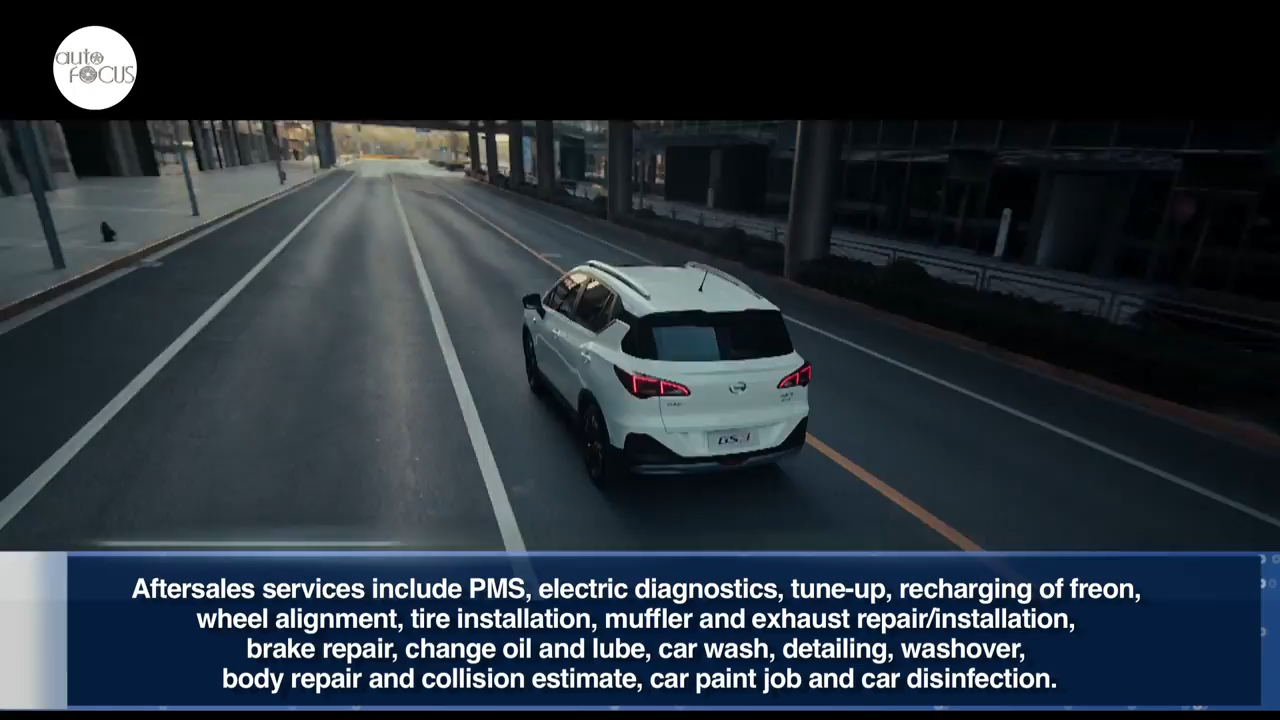 auto
FOCUS
GS3
Aftersales services include PMS, electric diagnostics, tune-up, recharging of freon,
wheel alignment, tire installation, muffler and exhaust repair/installation,
brake repair, change oil and lube, car wash, detailing, washover,
body repair and collision estimate, car paint job and car disinfection.